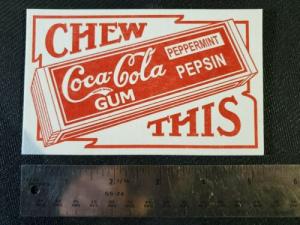 CHEW
Coca-Cola
GUM
PEPPERMINT
PEPSIN
THIS